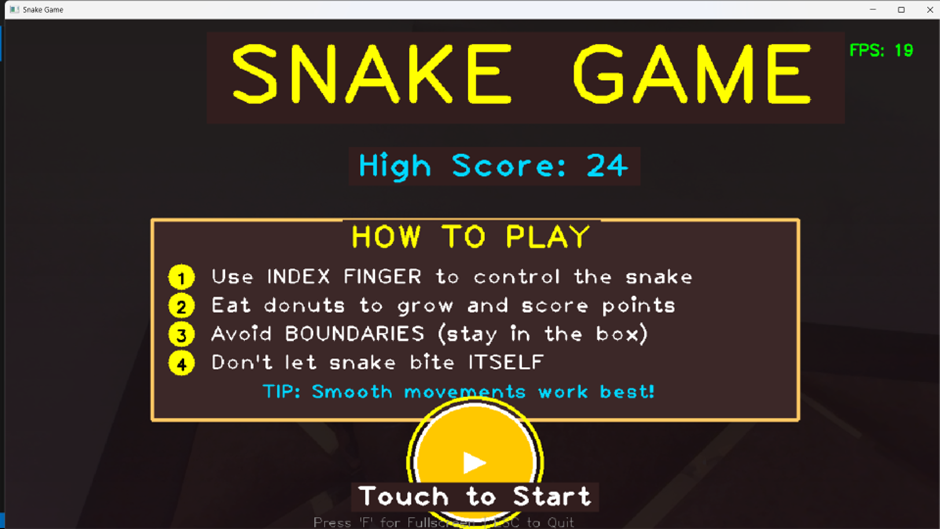 Snake Game
SNAKE GAME
FPS: 19
High Score: 24
HOW TO PLAY
1 Use INDEX FINGER to control the snake
2 Eat donuts to grow and score points
3 Avoid BOUNDARIES (stay in the box)
4 Don't let snake bite ITSELF
TIP: Smooth movements work best!
Touch to Start
Press 'F' for Fullscreen ESC to Quit